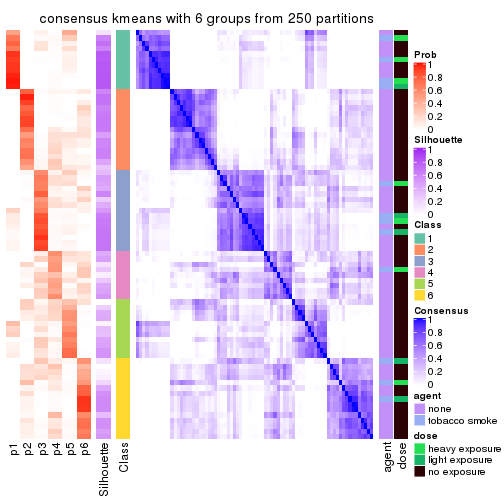 consensus kmeans with 6 groups from 250 partitions
Prob
1
0.8
0.6
0.4
0.2
0
Silhouette
1
0.8
0.6
0.4
0.2
0
Class
1
2
3
4
5
6
Consensus
1
0.8
0.6
0.4
0.2
0
agent
none
tobacco smoke
dose
heavy exposure
light exposure
no exposure
p1
p2
p3
p4
p5
p6
Silhouette
Class
agent
dose